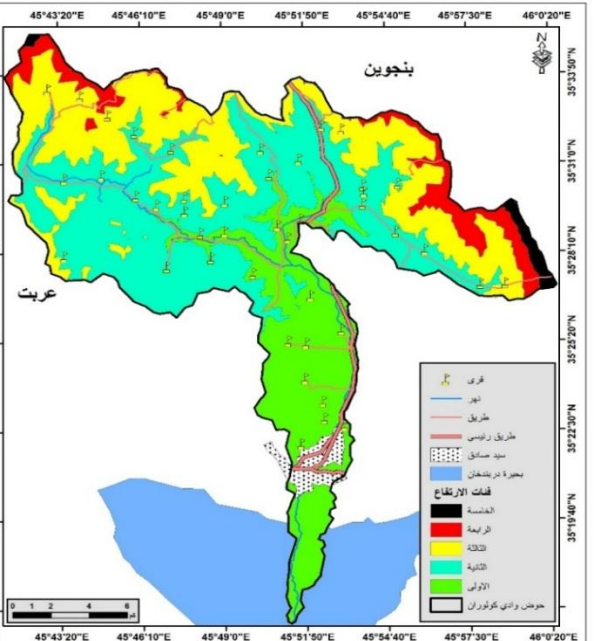 45°43'20"E 45°46'10"E 45°49'0"E 45°51'50"E 45°54'40"E 45°57'30"E 46°0'20"E
N
بنجوين
35°33'50"N
35°31'0"N
35°28'10"N
عربت
35°25'20"N
35°22'30"N
35°19'40"N
قرى
نهر
طريق
طريق رئيسي
سيد صادق
بحيرة دربندخان
فئات الارتفاع
الخامسة
الرابعة
الثالثة
الثانية
الاولى
حوض وادي كولوران
0 1 2 4 6
45°43'20"E 45°46'10"E 45°49'0"E 45°51'50"E 45°54'40"E 45°57'30"E 46°0'20"E